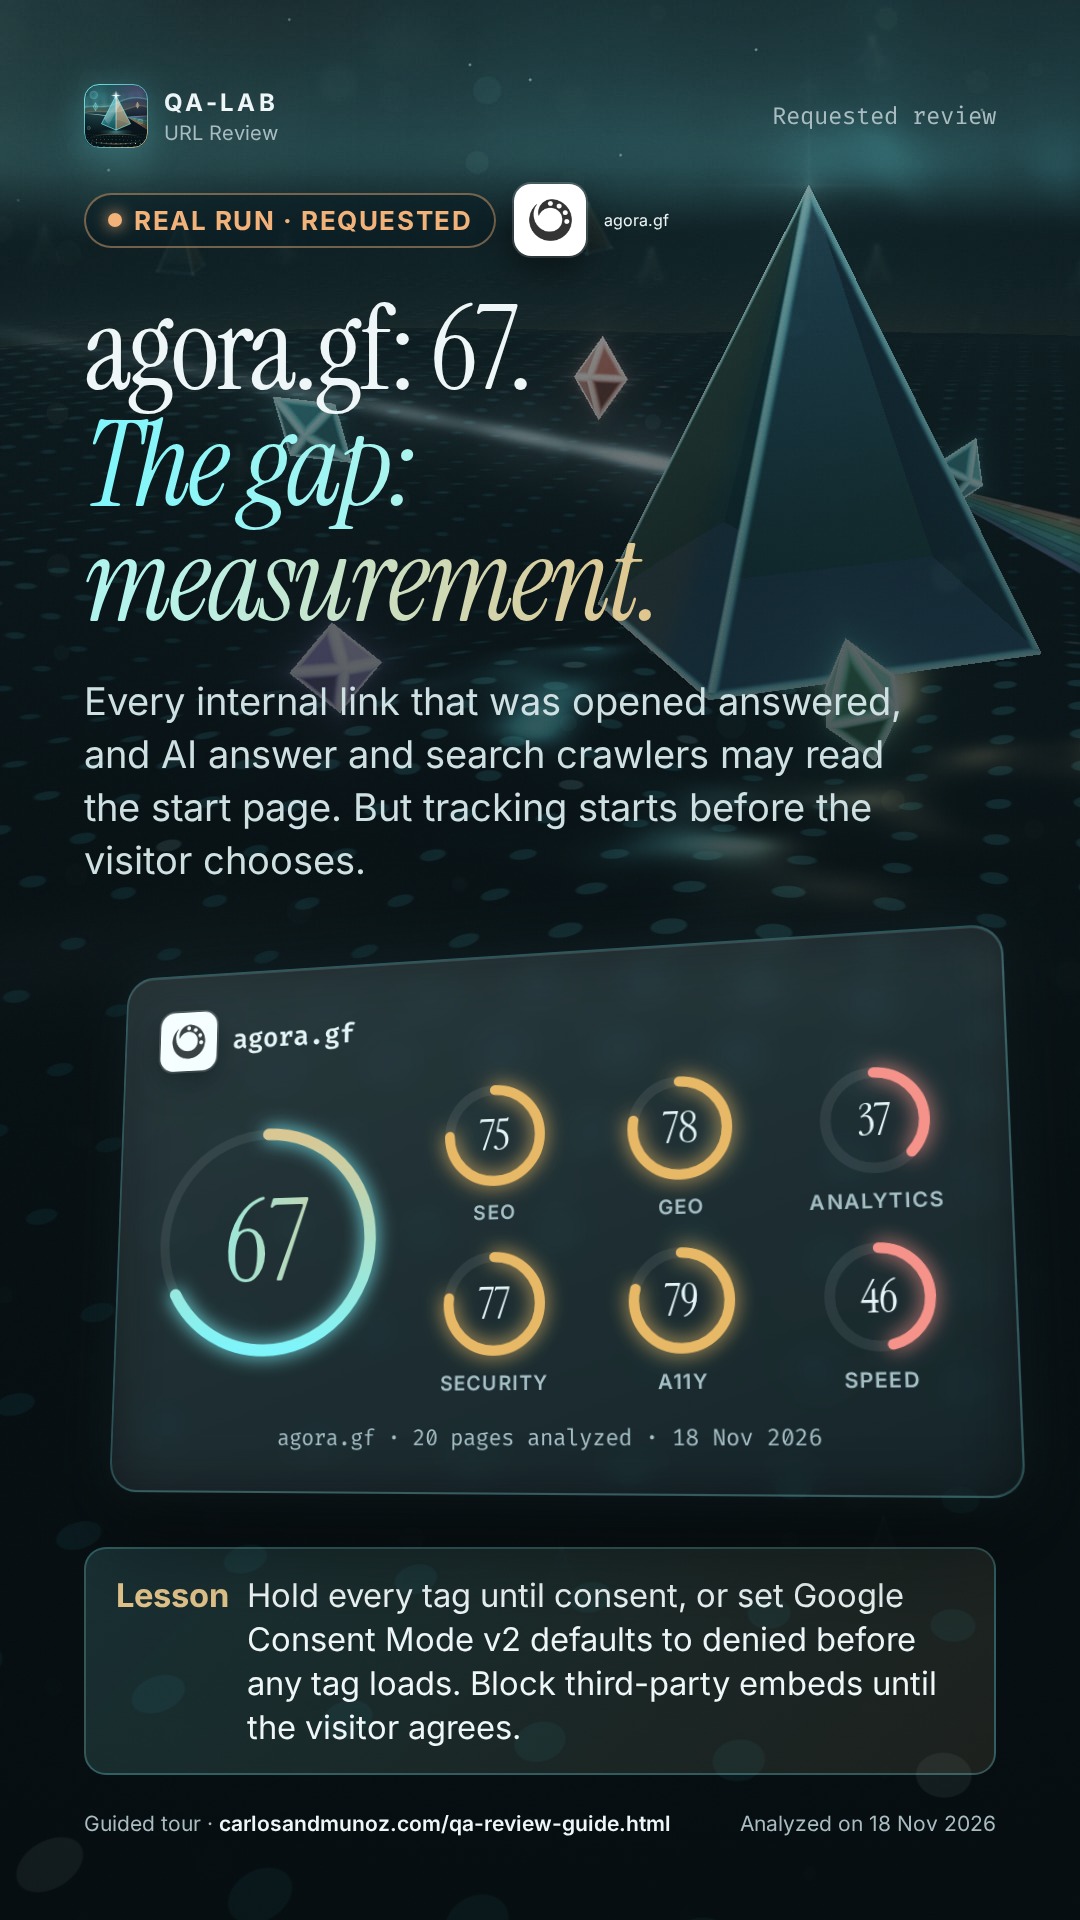 QA-LAB
URL Review
Requested review
REAL RUN · REQUESTED
agora.gf
agora.gf: 67.
The gap:
measurement.
Every internal link that was opened answered,
and AI answer and search crawlers may read
the start page. But tracking starts before the
visitor chooses.
agora.gf
67
75
SEO
78
GEO
37
ANALYTICS
77
SECURITY
79
A11Y
46
SPEED
agora.gf · 20 pages analyzed · 18 Nov 2026
Lesson Hold every tag until consent, or set Google
Consent Mode v2 defaults to denied before
any tag loads. Block third-party embeds until
the visitor agrees.
Guided tour · carlosandmunoz.com/qa-review-guide.html
Analyzed on 18 Nov 2026